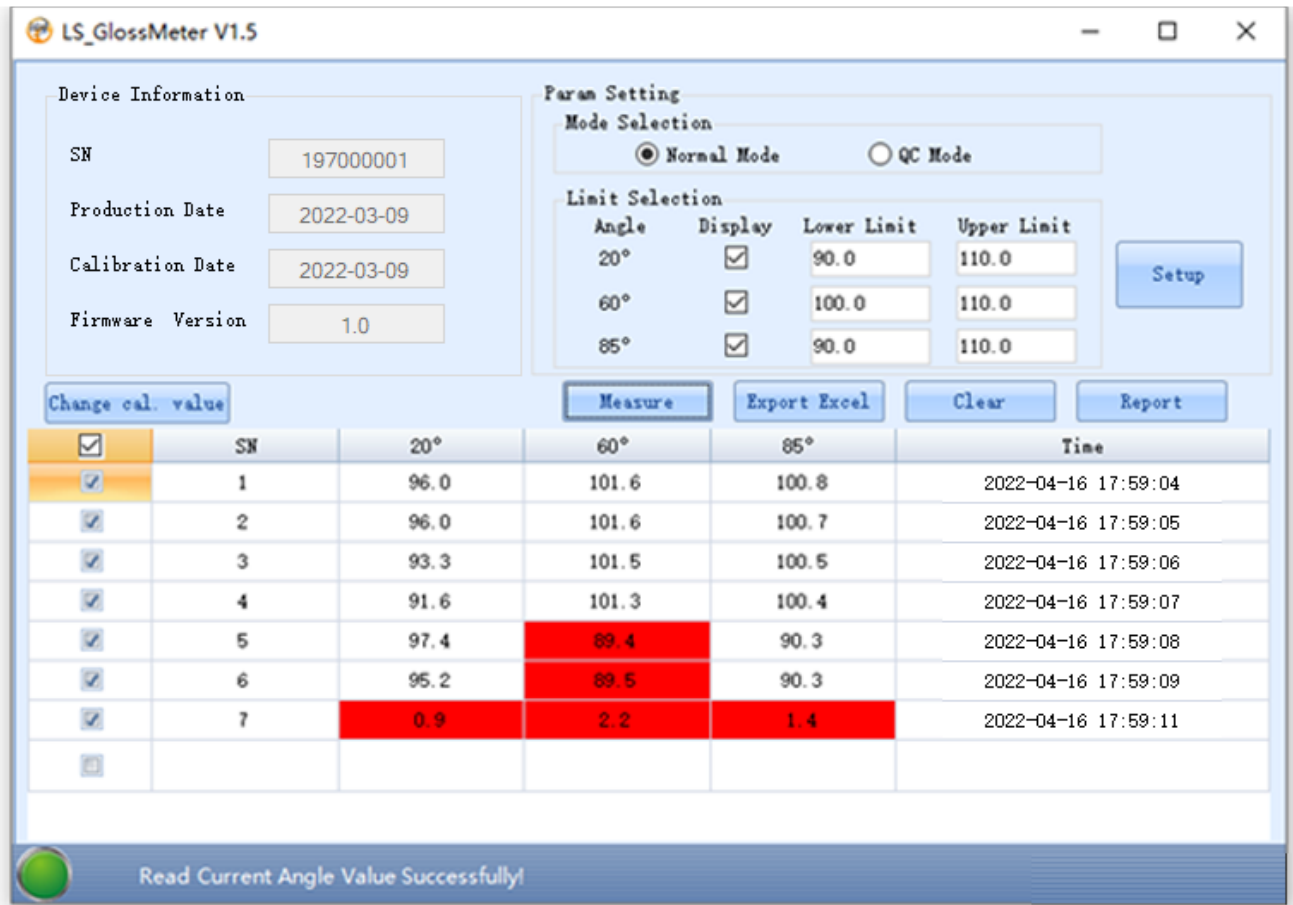 LS_GlossMeter V1.5
Device Information
SN 197000001
Production Date 2022-03-09
Calibration Date 2022-03-09
Firmware Version 1.0
Param Setting
Mode Selection
Normal Mode QC Mode
Limit Selection
Angle Display Lower Limit Upper Limit
20° 90.0 110.0
60° 100.0 110.0
85° 90.0 110.0
Setup
Change cal. value Measure Export Excel Clear Report
SN 20° 60° 85° Time
1 96.0 101.6 100.8 2022-04-16 17:59:04
2 96.0 101.6 100.7 2022-04-16 17:59:05
3 93.3 101.5 100.5 2022-04-16 17:59:06
4 91.6 101.3 100.4 2022-04-16 17:59:07
5 97.4 89.4 90.3 2022-04-16 17:59:08
6 95.2 89.5 90.3 2022-04-16 17:59:09
7 0.9 2.2 1.4 2022-04-16 17:59:11
Read Current Angle Value Successfully!